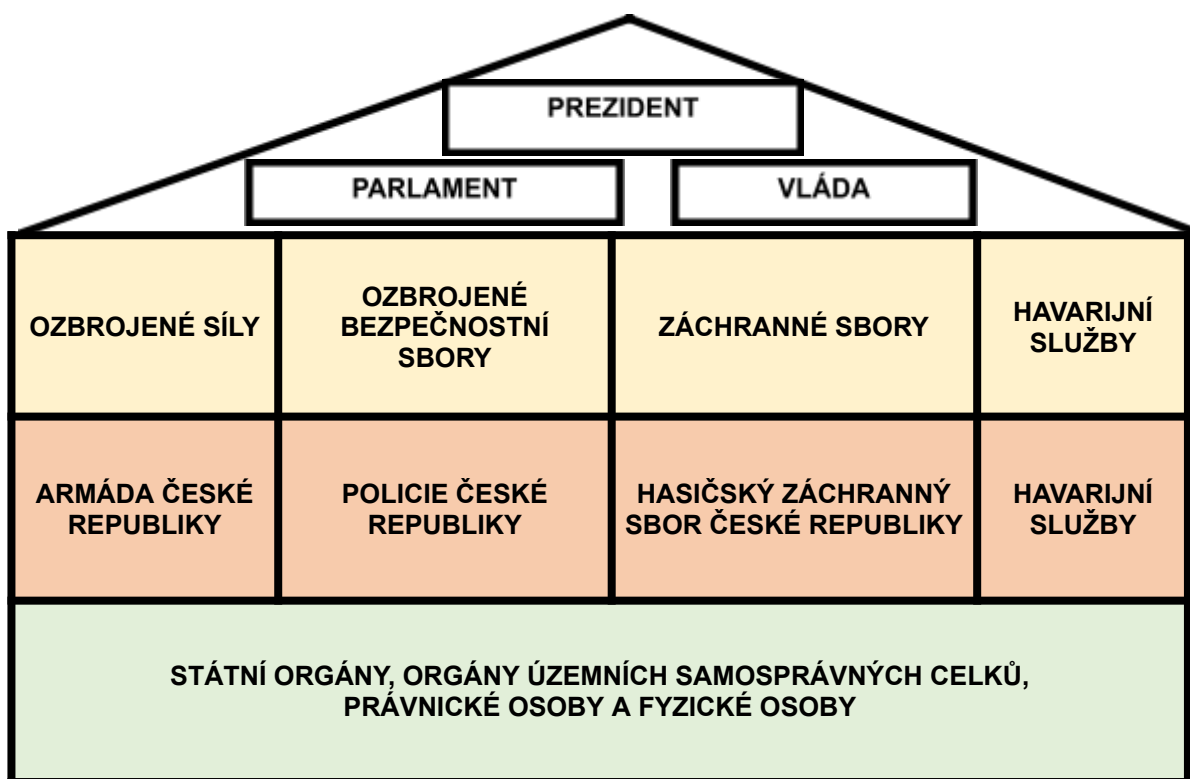 PREZIDENT
PARLAMENT
VLÁDA
OZBROJENÉ SÍLY
OZBROJENÉ
BEZPEČNOSTNÍ
SBORY
ZÁCHRANNÉ SBORY
HAVARIJNÍ
SLUŽBY
ARMÁDA ČESKÉ
REPUBLIKY
POLICIE ČESKÉ
REPUBLIKY
HASIČSKÝ ZÁCHRANNÝ
SBOR ČESKÉ REPUBLIKY
HAVARIJNÍ
SLUŽBY
STÁTNÍ ORGÁNY, ORGÁNY ÚZEMNÍCH SAMOSPRÁVNÝCH CELKŮ,
PRÁVNICKÉ OSOBY A FYZICKÉ OSOBY